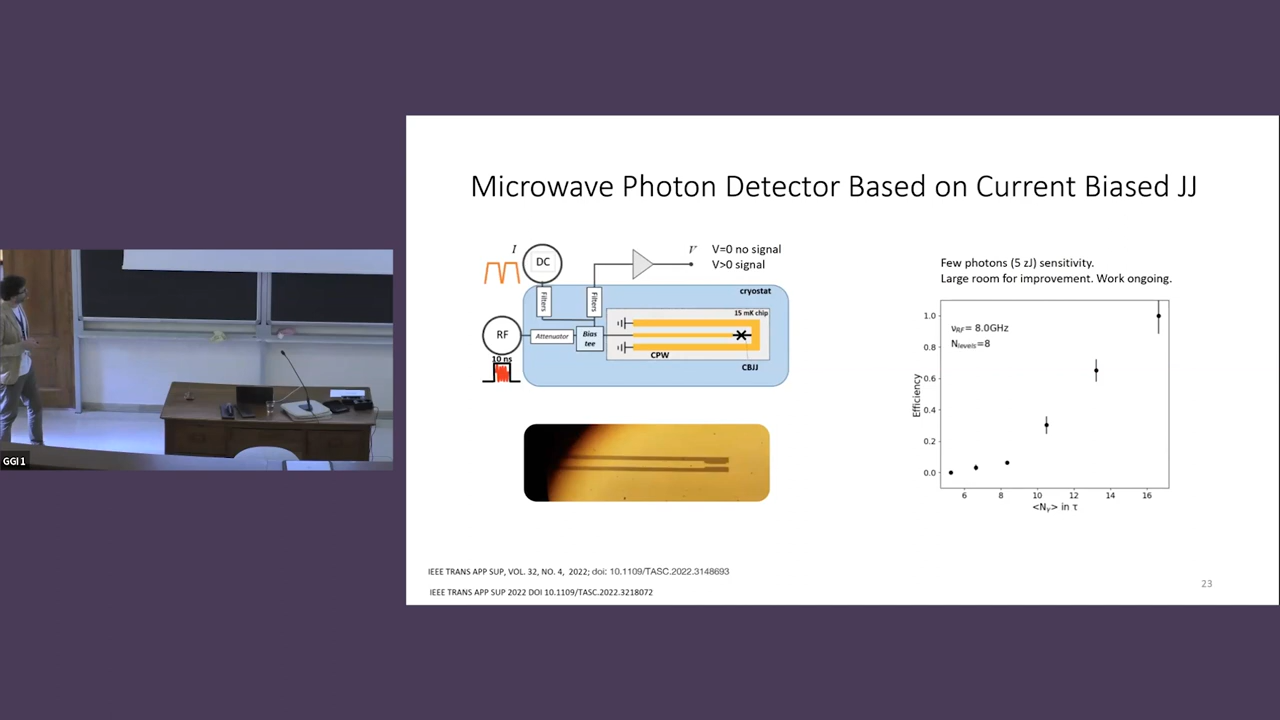 Microwave Photon Detector Based on Current Biased JJ
I
DC
V
V=0 no signal
V>0 signal
Filters
Filters
cryostat
15 mK chip
RF
Attenuator
Bias
tee
10 ns
CPW
CBJJ
Few photons (5 zJ) sensitivity.
Large room for improvement. Work ongoing.
1.0
0.8
0.6
0.4
0.2
0.0
Efficiency
νRF= 8.0GHz
Nlevels=8
6 8 10 12 14 16
<Nγ> in τ
IEEE TRANS APP SUP, VOL. 32, NO. 4, 2022; doi: 10.1109/TASC.2022.3148693
IEEE TRANS APP SUP 2022 DOI 10.1109/TASC.2022.3218072
23
GGI 1